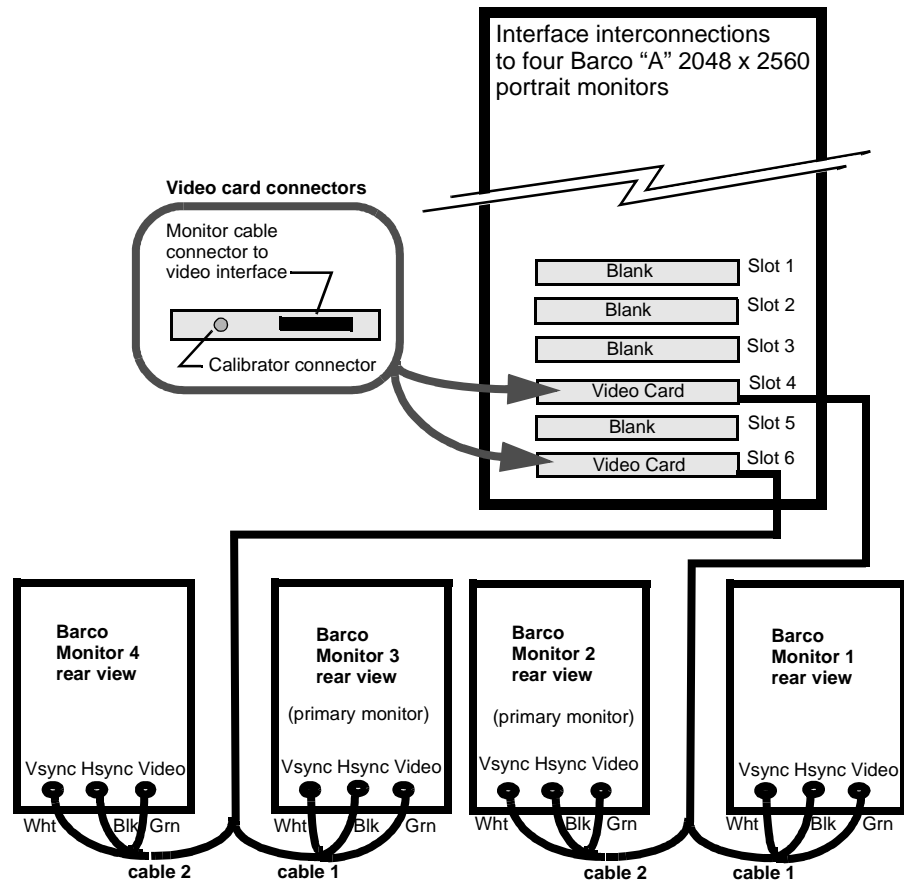 Interface interconnections
to four Barco “A” 2048 x 2560
portrait monitors
Video card connectors
Monitor cable
connector to
video interface
Calibrator connector
Blank
Slot 1
Blank
Slot 2
Blank
Slot 3
Video Card
Slot 4
Blank
Slot 5
Video Card
Slot 6
Barco
Monitor 4
rear view
Vsync Hsync Video
Wht
Blk
Grn
cable 2
Barco
Monitor 3
rear view
(primary monitor)
Vsync Hsync Video
Wht
Blk
Grn
cable 1
Barco
Monitor 2
rear view
(primary monitor)
Vsync Hsync Video
Wht
Blk
Grn
cable 2
Barco
Monitor 1
rear view
Vsync Hsync Video
Wht
Blk
Grn
cable 1